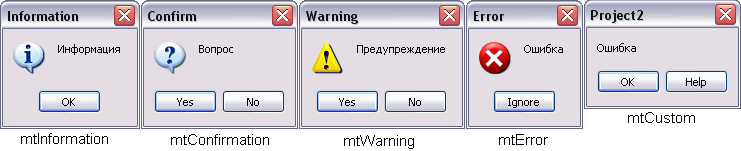 Information
Информация
OK
mtInformation
Confirm
Вопрос
Yes No
mtConfirmation
Warning
Предупреждение
Yes No
mtWarning
Error
Ошибка
Ignore
mtError
Project2
Ошибка
OK Help
mtCustom